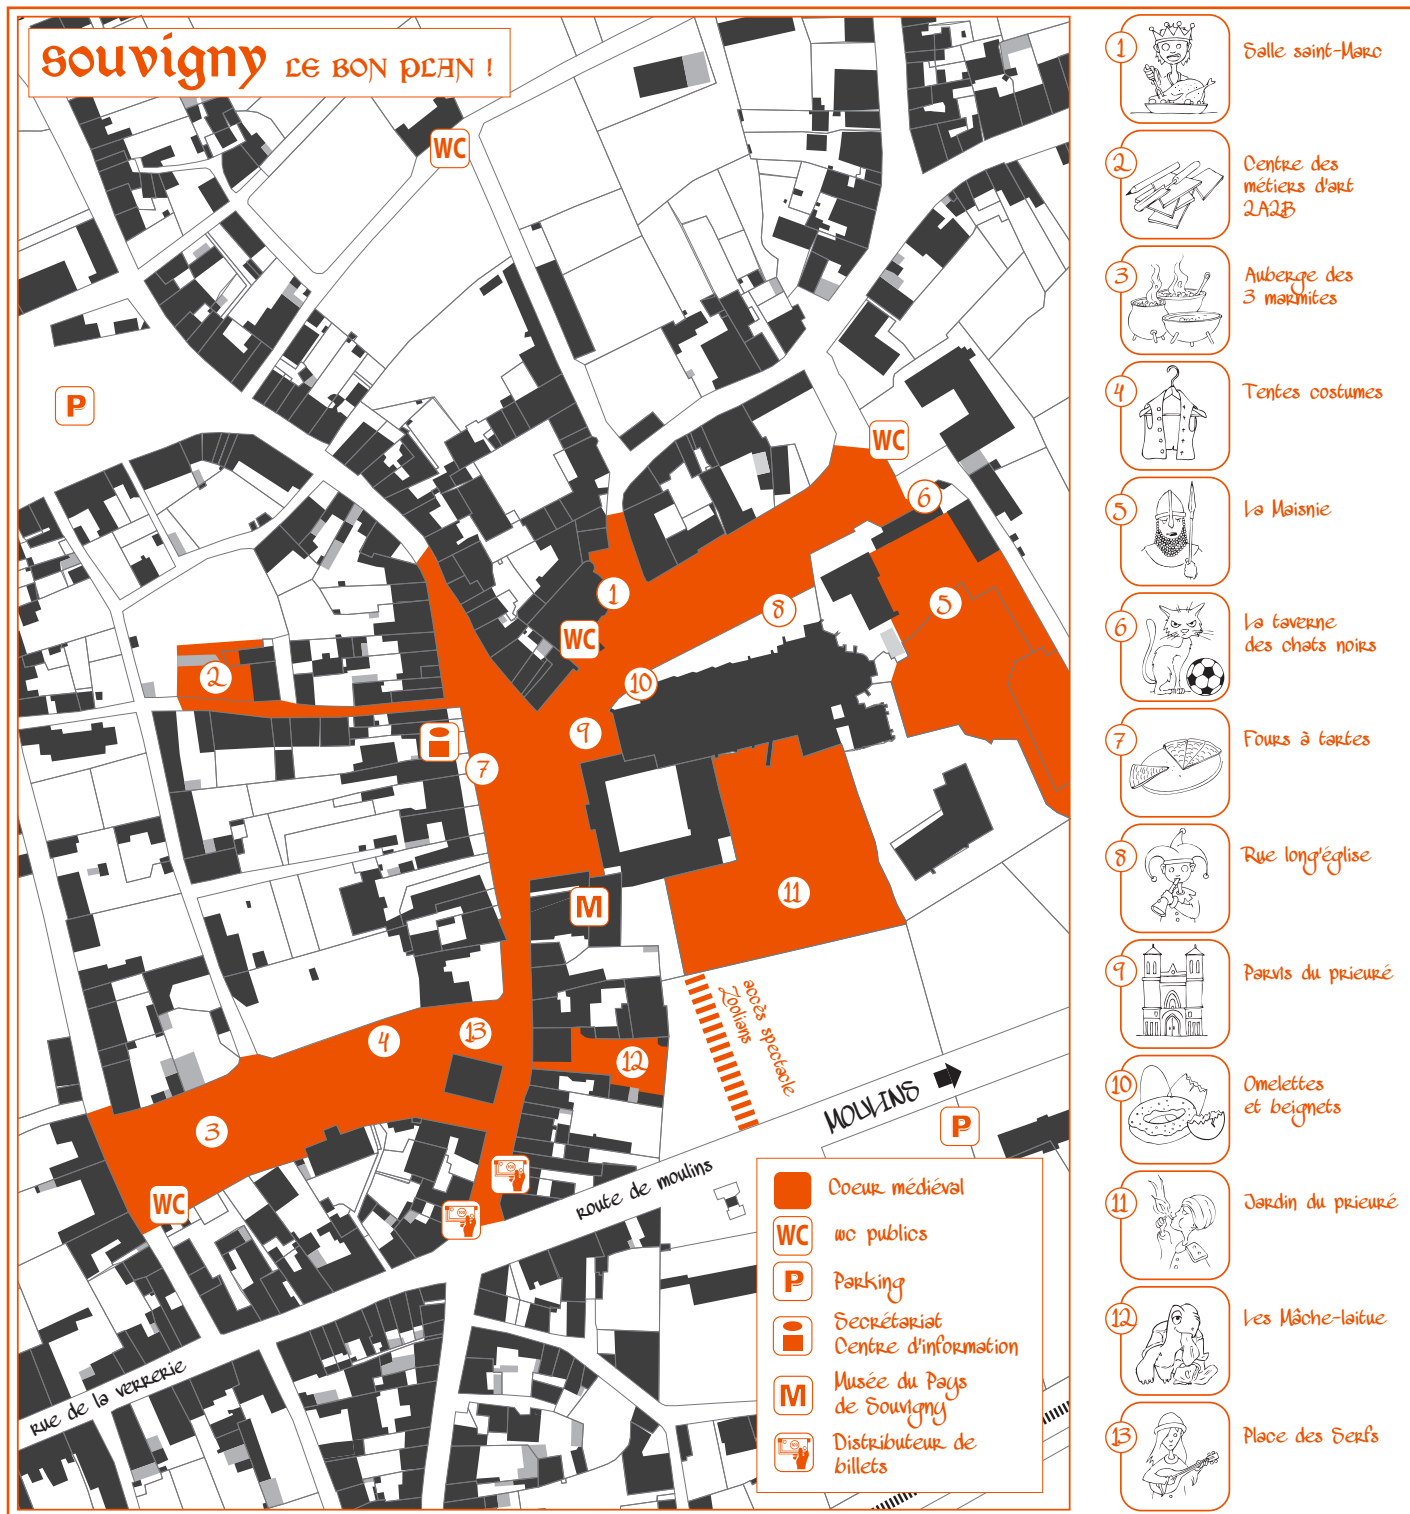 souvigny LE BON PLAN !
WC
P
WC
6
1
8
5
WC
2
10
9
7
11
M
accès spectacle
Zoolians
13
4
12
3
MOULINS
P
WC
route de moulins
rue de la verrerie
Coeur médiéval
WC wc publics
P Parking
Secrétariat
Centre d'information
M Musée du Pays
de Souvigny
Distributeur de
billets
1 Salle saint-Marc
2 Centre des
métiers d'art
2A2B
3 Auberge des
3 marmites
4 Tentes costumes
5 La Maisnie
6 La taverne
des chats noirs
7 Fours à tartes
8 Rue long'église
9 Parvis du prieuré
10 Omelettes
et beignets
11 Jardin du prieuré
12 Les Mâche-laitue
13 Place des Serfs